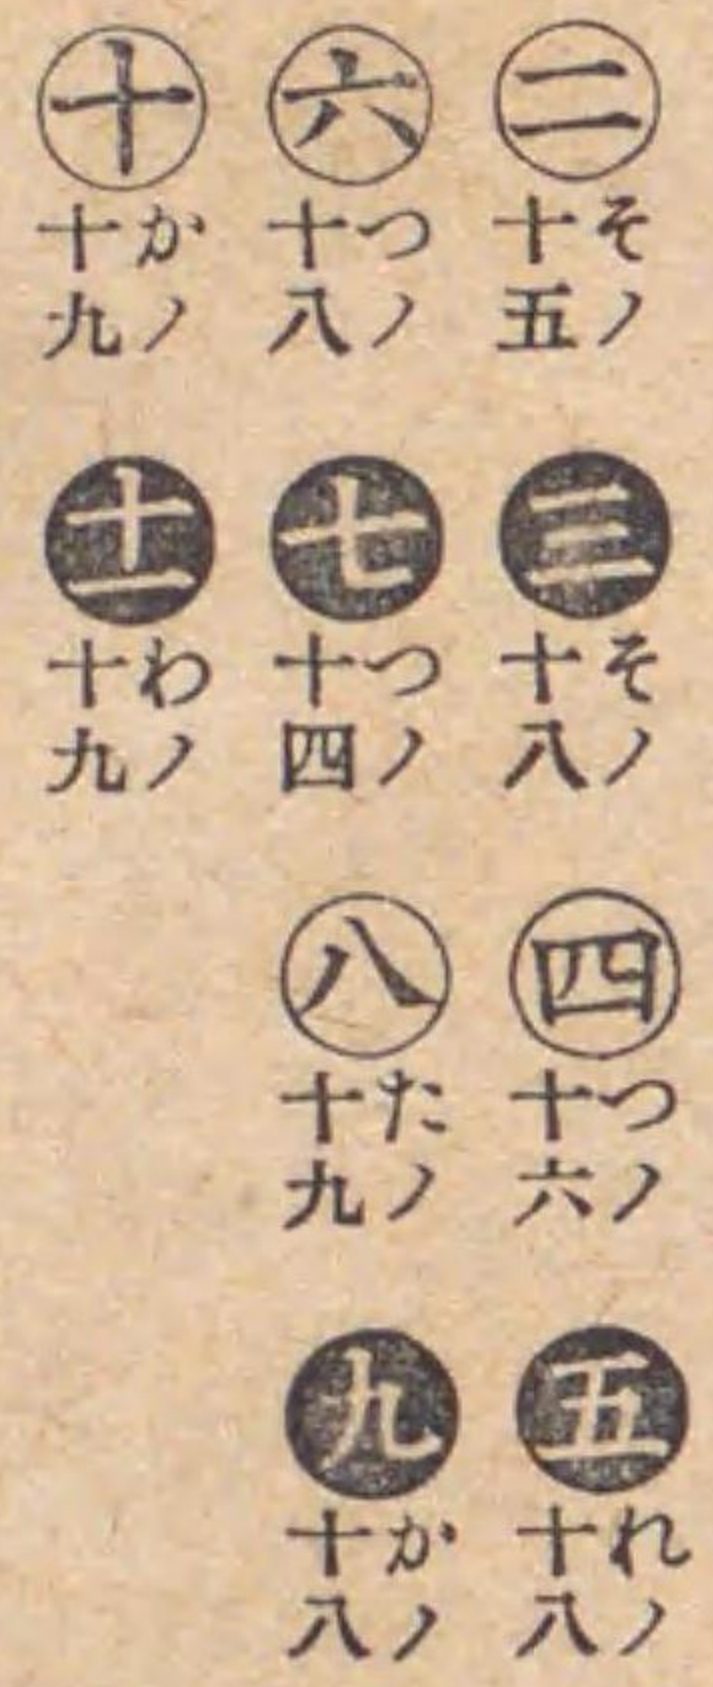 二
そノ
十五
三
そノ
十八
四
つノ
十六
五
れノ
十八
六
つノ
十八
七
つノ
十四
八
たノ
十九
九
かノ
十八
十
かノ
十九
十一
わノ
十九